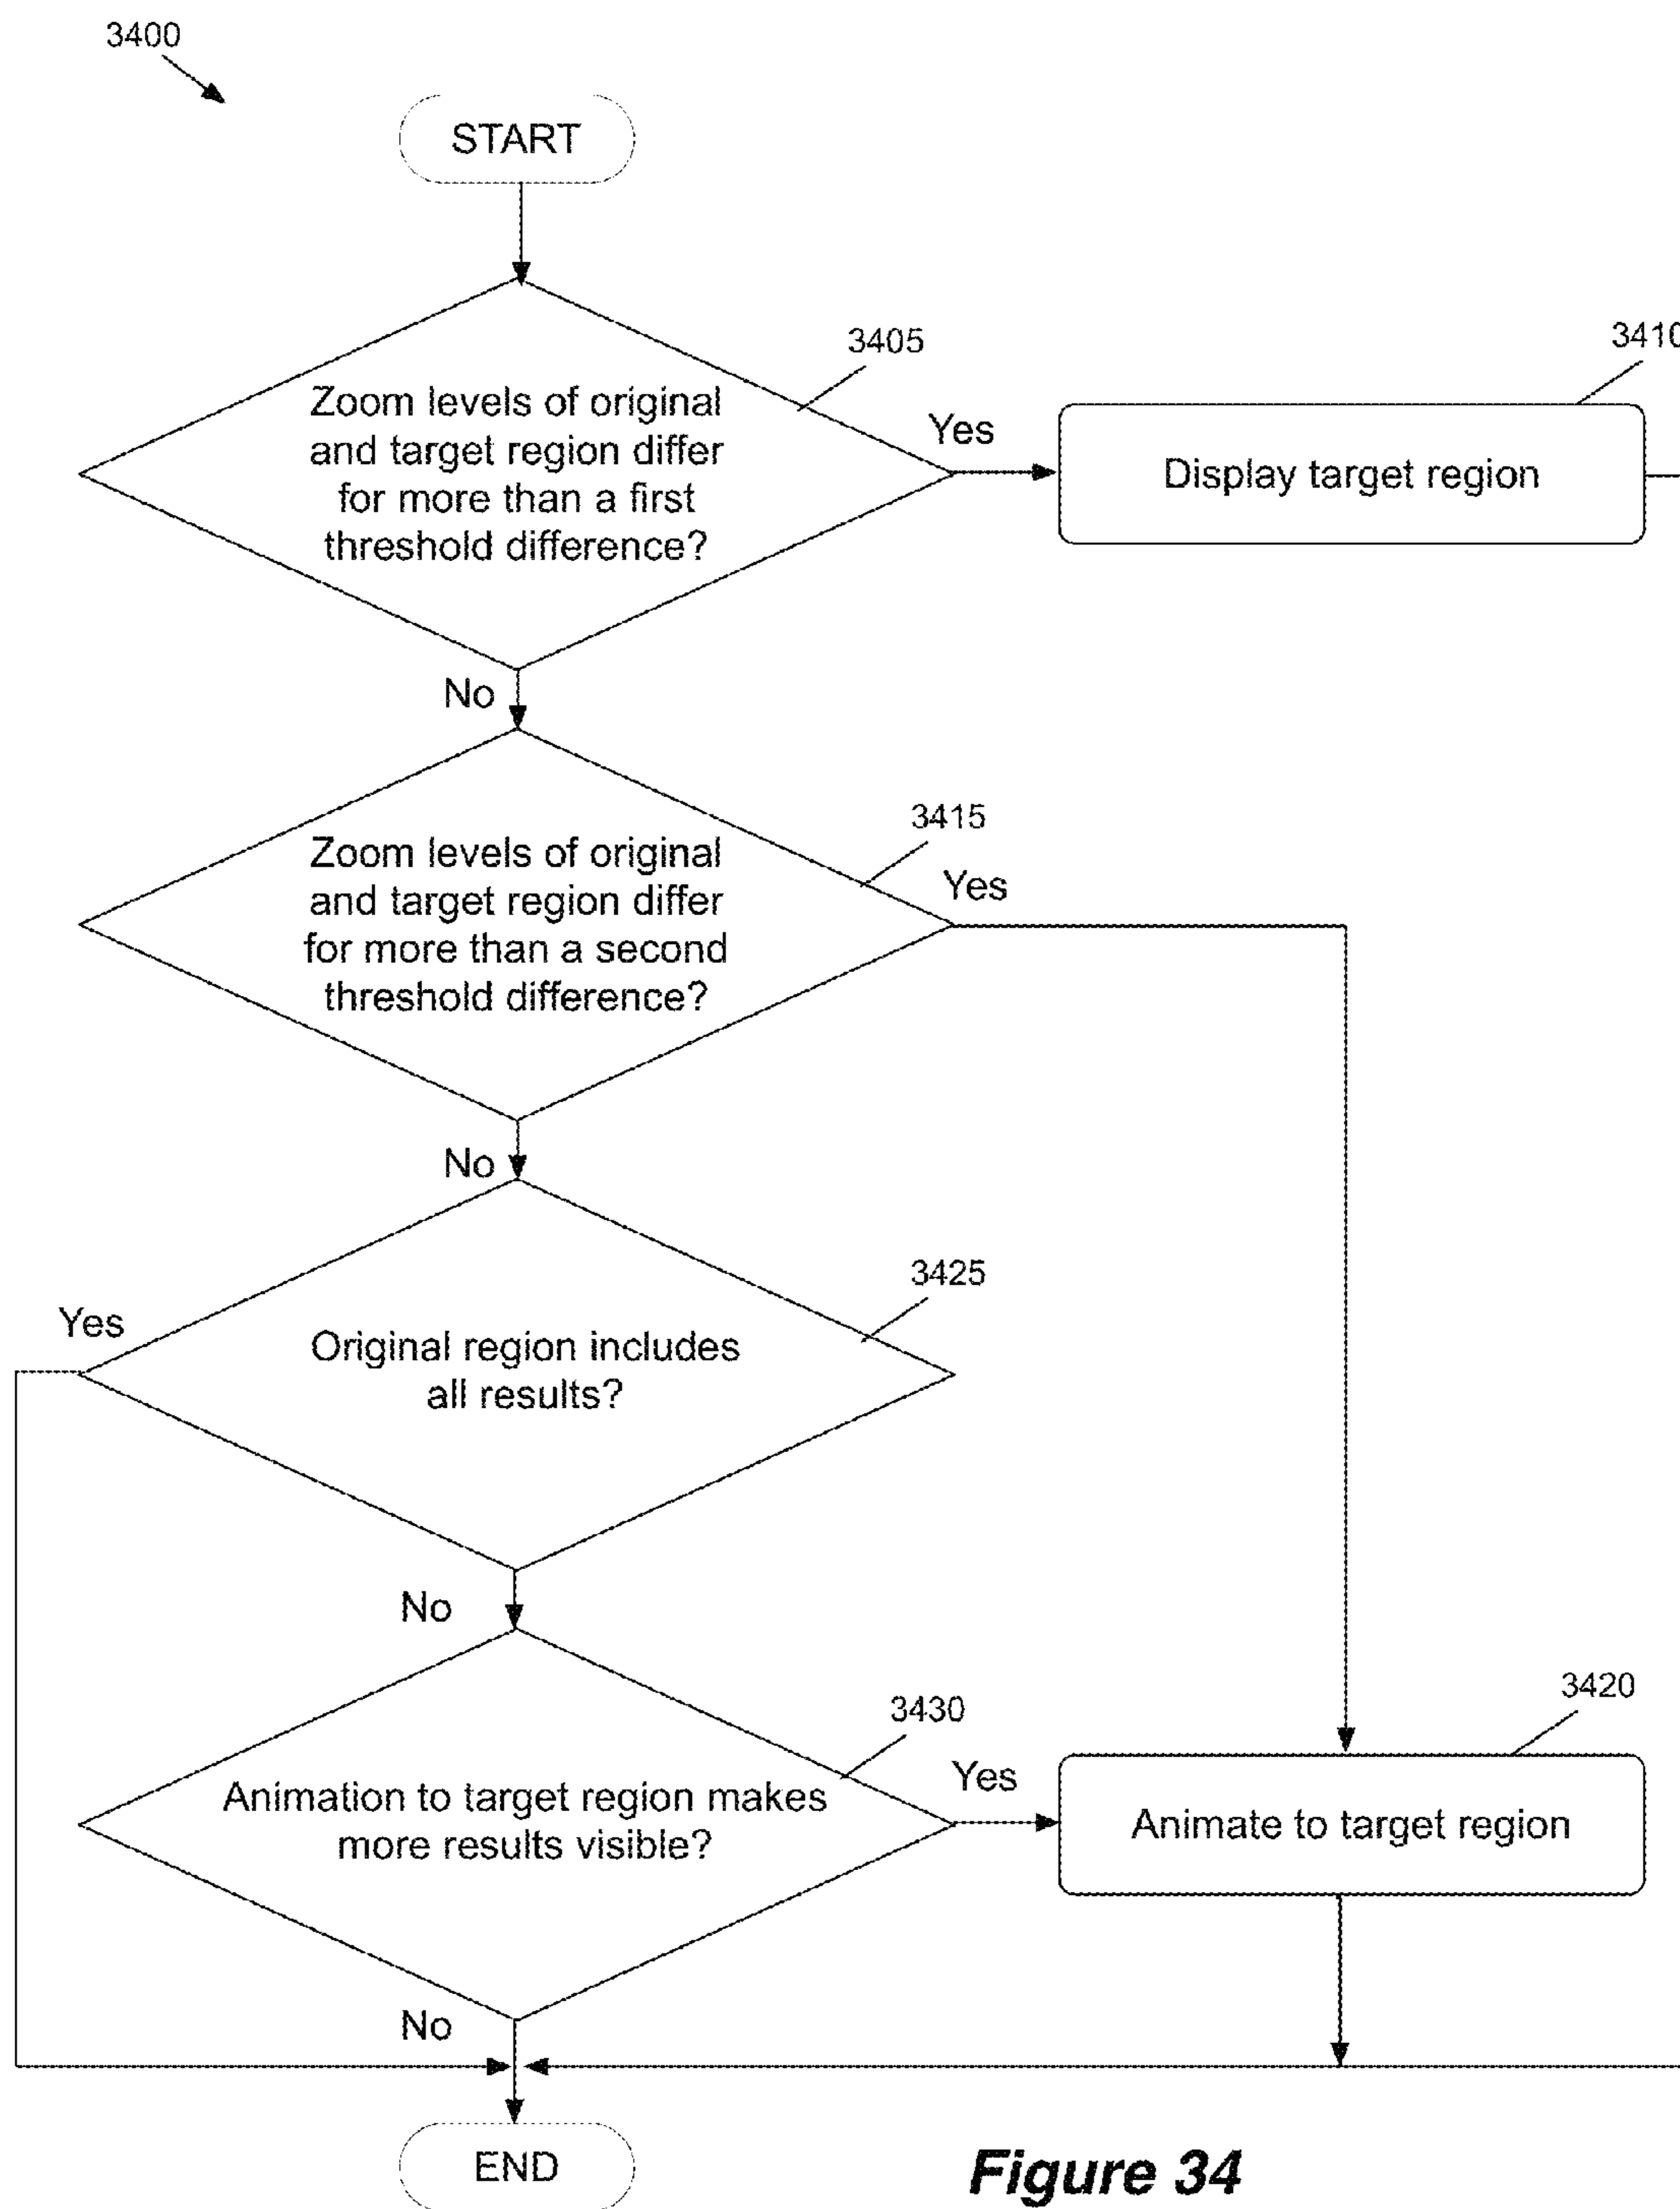 3400
START
3405
Zoom levels of original
and target region differ
for more than a first
threshold difference?
Yes
3410
Display target region
No
3415
Zoom levels of original
and target region differ
for more than a second
threshold difference?
Yes
No
3425
Yes
Original region includes
all results?
No
3430
Animation to target region makes
more results visible?
Yes
3420
Animate to target region
No
END
Figure 34